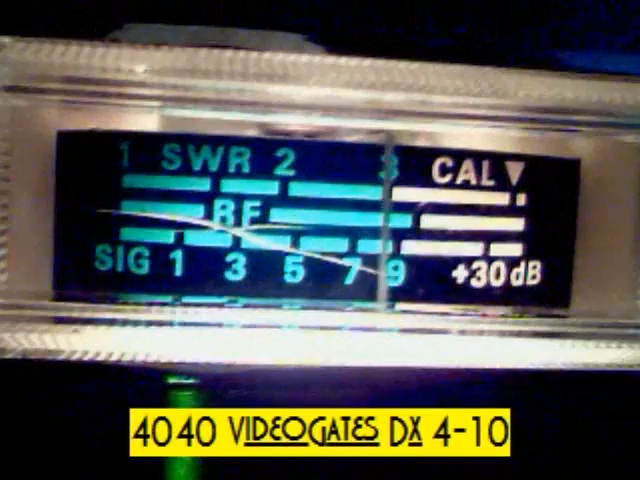 1 SWR 2 3 CAL▼
RF
SIG 1 3 5 7 9 +30dB
4040 VIDEOGATES DX 4-10